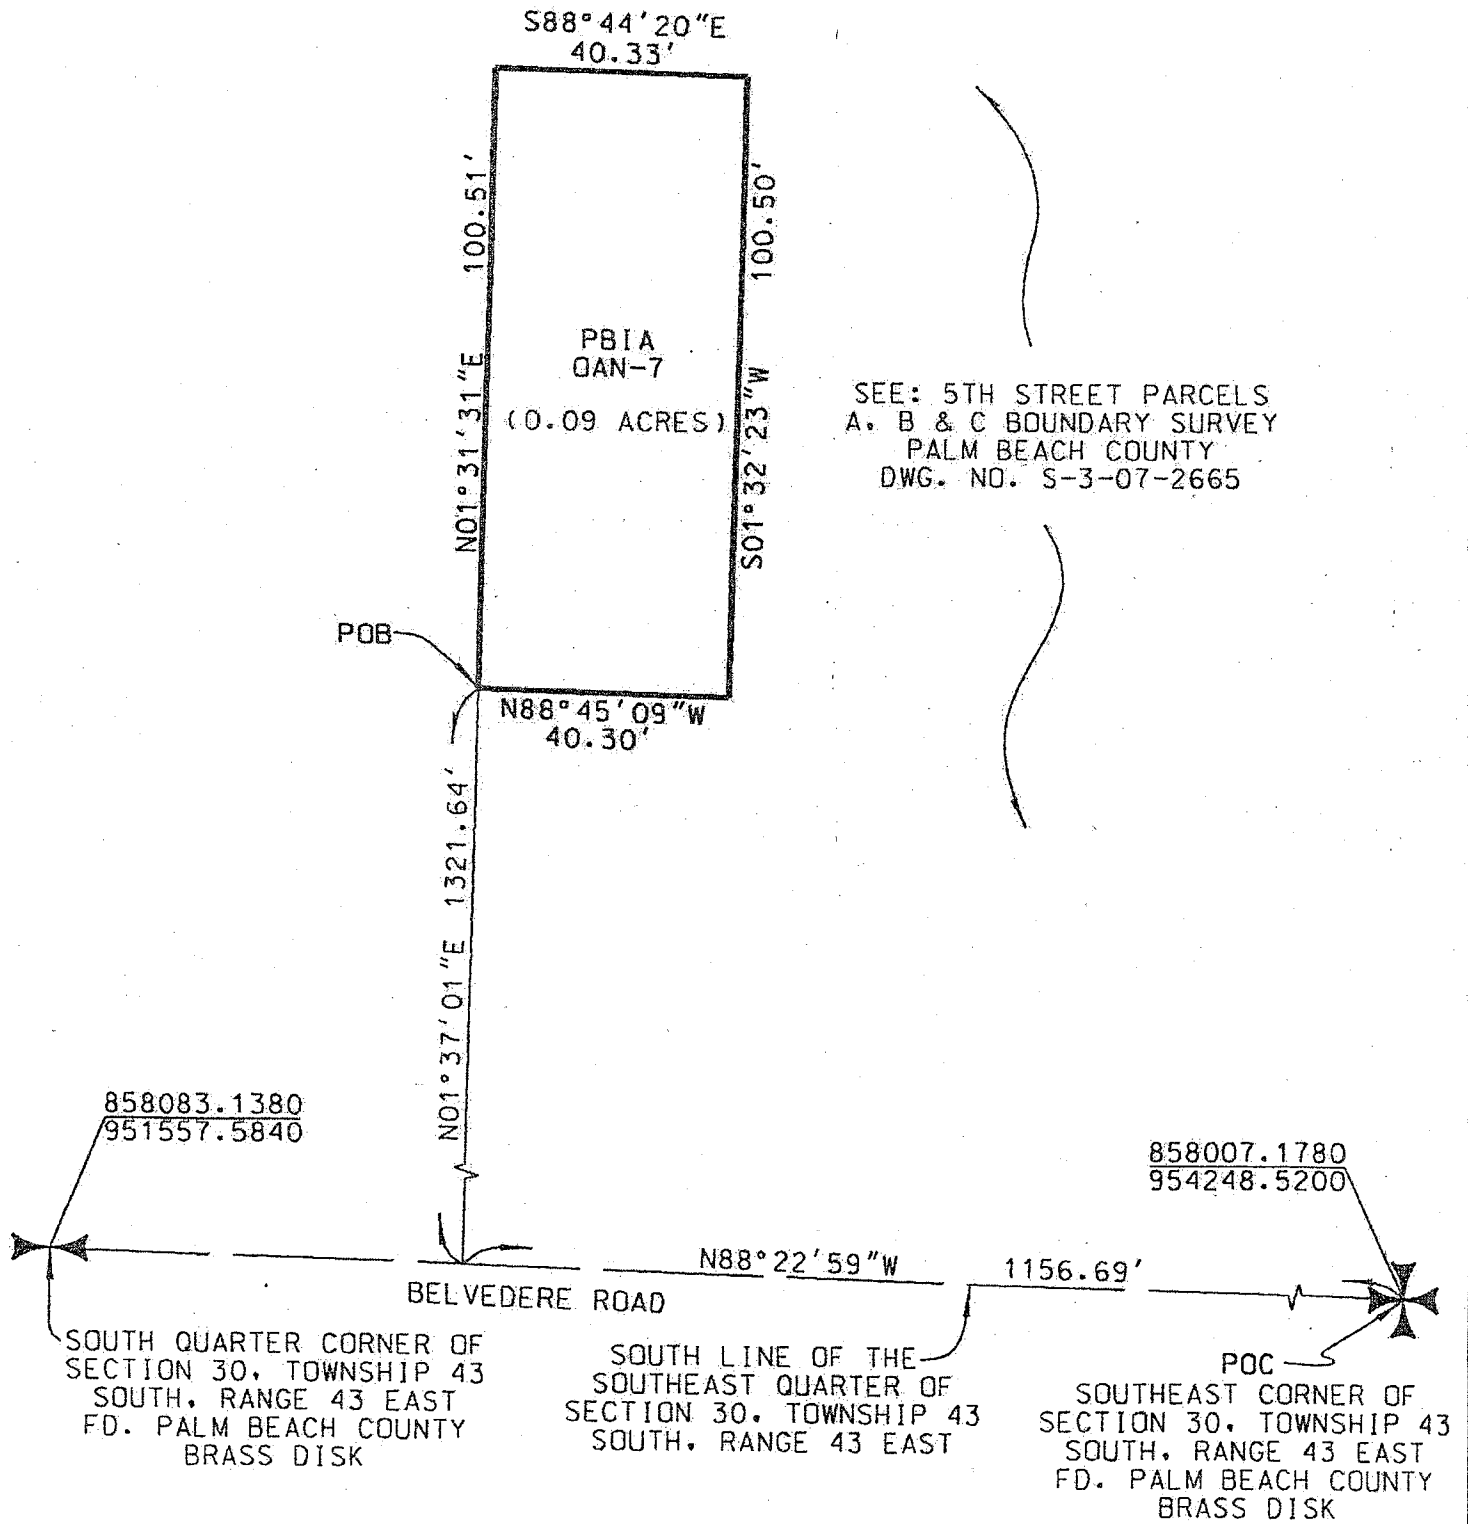 S88°44'20"E
40.33'
N01°31'31"E 100.51'
100.50'
S01°32'23"W
PBIA
OAN-7
(0.09 ACRES)
SEE: 5TH STREET PARCELS
A, B & C BOUNDARY SURVEY
PALM BEACH COUNTY
DWG. NO. S-3-07-2665
POB
N88°45'09"W
40.30'
N01°37'01"E 1321.64'
858083.1380
951557.5840
858007.1780
954248.5200
N88°22'59"W 1156.69'
BELVEDERE ROAD
SOUTH QUARTER CORNER OF
SECTION 30, TOWNSHIP 43
SOUTH, RANGE 43 EAST
FD. PALM BEACH COUNTY
BRASS DISK
SOUTH LINE OF THE
SOUTHEAST QUARTER OF
SECTION 30, TOWNSHIP 43
SOUTH, RANGE 43 EAST
POC
SOUTHEAST CORNER OF
SECTION 30, TOWNSHIP 43
SOUTH, RANGE 43 EAST
FD. PALM BEACH COUNTY
BRASS DISK